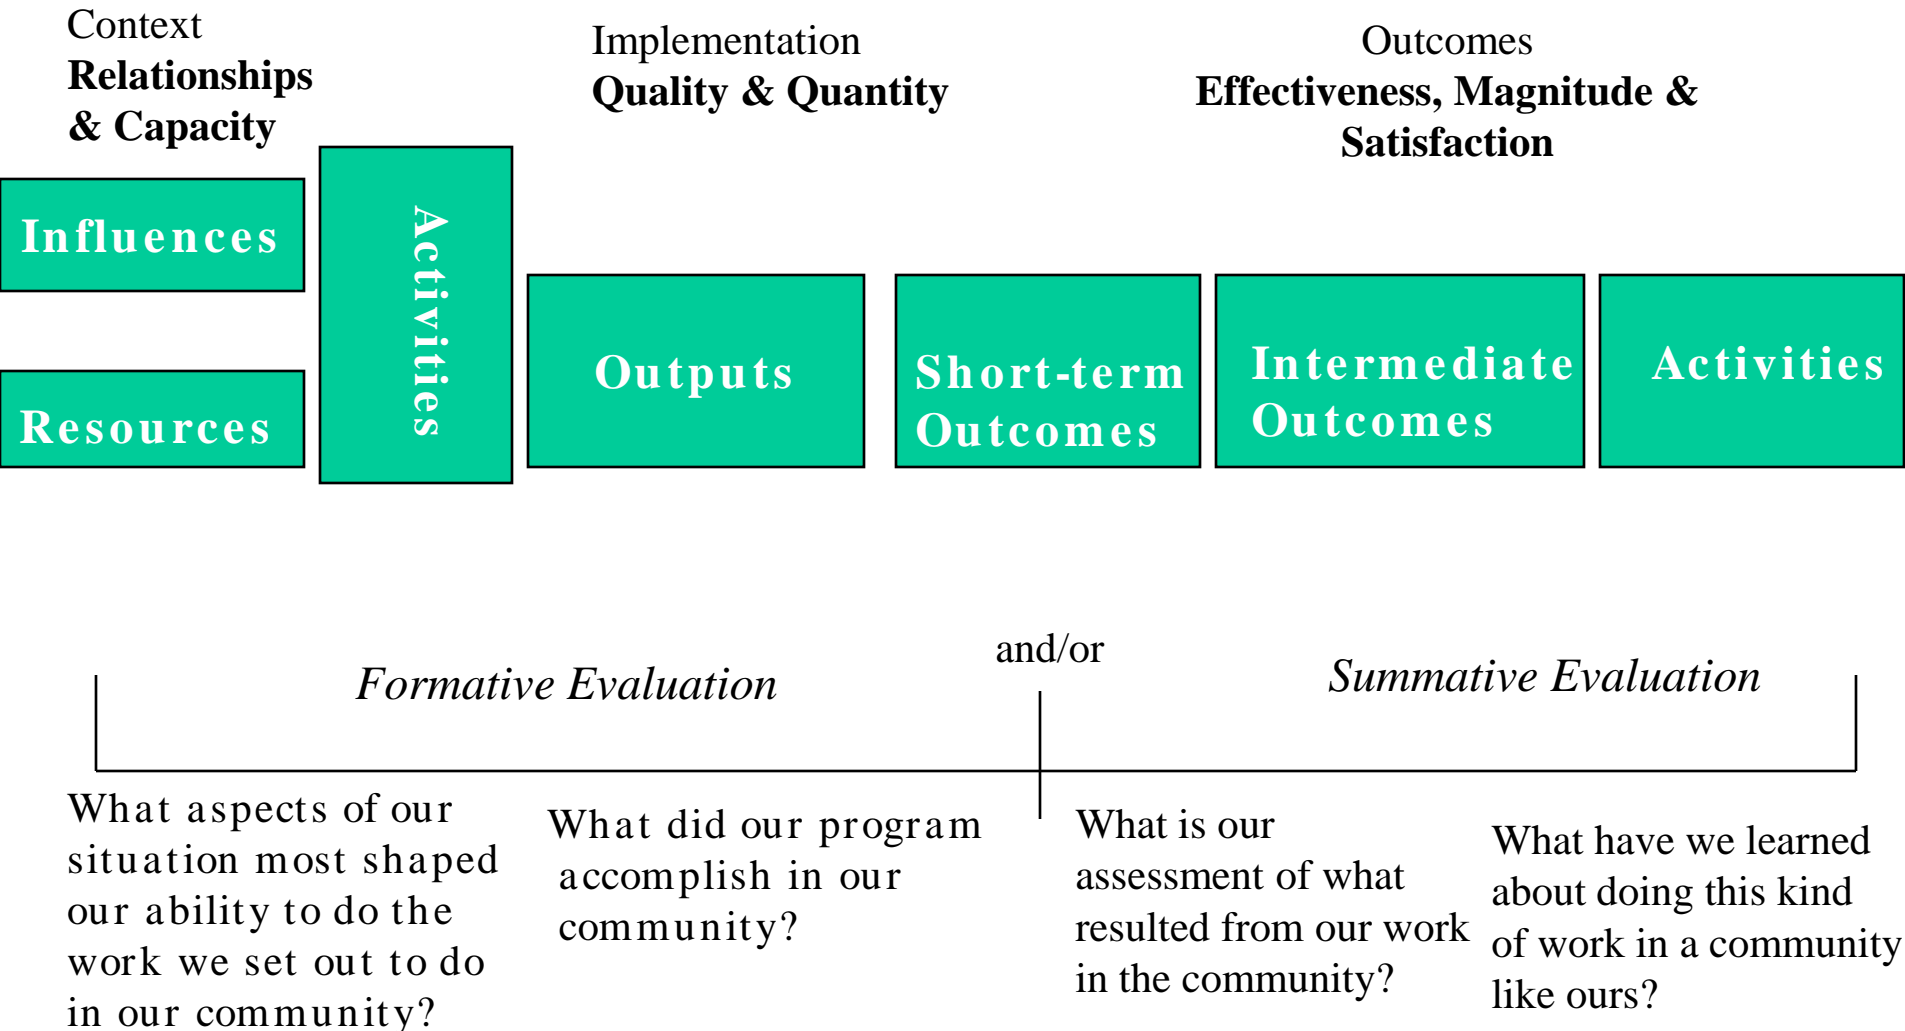 Context
Relationships
& Capacity
Implementation
Quality & Quantity
Outcomes
Effectiveness, Magnitude &
Satisfaction
Influences
Resources
Activities
Outputs
Short-term
Outcomes
Intermediate
Outcomes
Activities
Formative Evaluation
and/or
Summative Evaluation
What aspects of our
situation most shaped
our ability to do the
work we set out to do
in our community?
What did our program
accomplish in our
community?
What is our
assessment of what
resulted from our work
in the community?
What have we learned
about doing this kind
of work in a community
like ours?